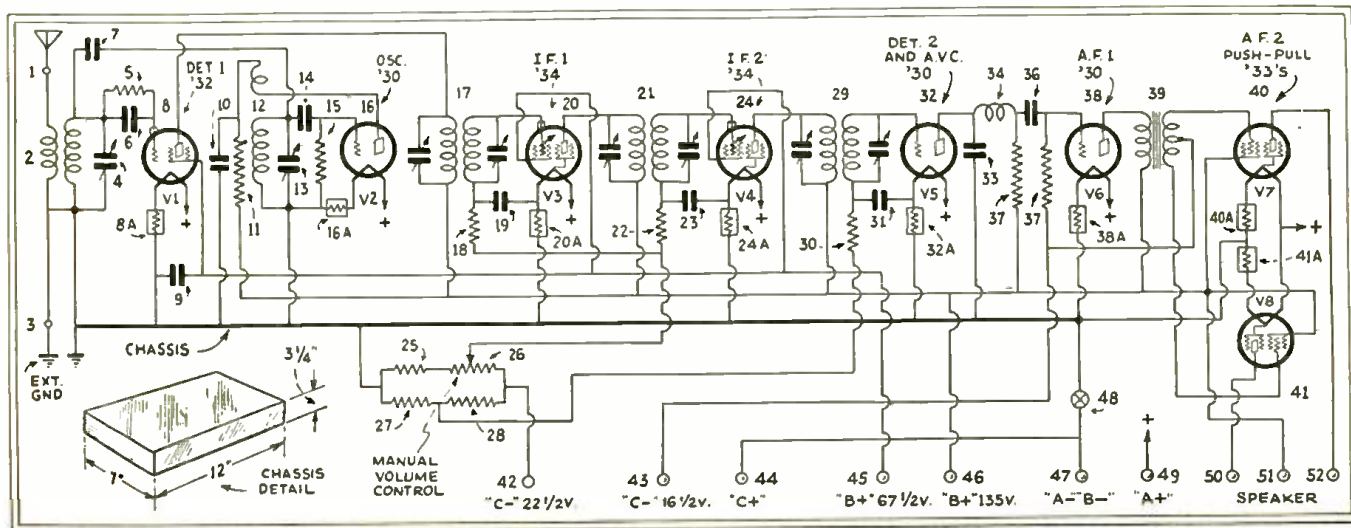 7
5
DET. 1
'32
8
6
1
2
4
V1
8A
9
3
EXT.
GND
CHASSIS
3 1/4"
7"
12"
CHASSIS
DETAIL
10
12
14
15
16
OSC.
'30
13
11
16A
V2
17
I.F. 1
'34
20
V3
19
18
20A
21
I.F. 2
'34
24
V4
23
22
24A
29
DET. 2
AND A.V.C.
'30
32
V5
31
30
32A
33
34
36
37
37
A.F. 1
'30
38
V6
38A
39
A.F. 2
PUSH-PULL
'33'S
40
V7
40A
41A
V8
41
25
26
27
28
MANUAL
VOLUME
CONTROL
48
42
43
44
45
46
47
49
50
51
52
"C-" 22 1/2 V.
"C-" 16 1/2 V.
"C+"
"B+" 67 1/2 V.
"B+" 135 V.
"A-" "B-"
"A+"
SPEAKER